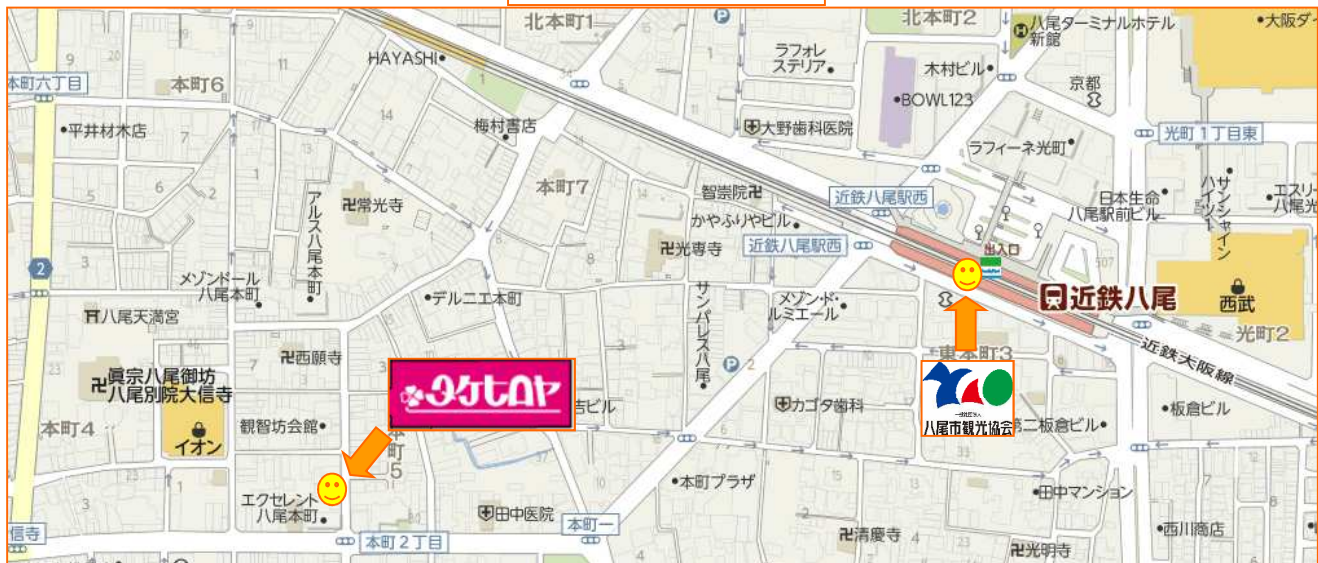 北本町1
北本町2
八尾ターミナルホテル
新館
HAYASHI
ラフォレ
ステリア
木村ビル
京都
本町六丁目
本町6
BOWL123
平井材木店
梅村書店
大野歯科医院
光町1丁目東
ラフィーネ光町
本町7
智崇院
近鉄八尾駅西
日本生命
八尾駅前ビル
サンシャイン
ハイツ
アルス八尾本町
常光寺
かやふりやビル
光専寺
近鉄八尾駅西
出入口
FamilyMart
507
2
メゾンドール
八尾本町
デルニエ本町
サンパレス八尾
メゾン・ド・
ルミエール
近鉄八尾
西武
光町2
八尾天満宮
西願寺
東本町3
近鉄大阪線
眞宗八尾御坊
八尾別院大信寺
カゴタ歯科
一般社団法人
八尾市観光協会
板倉ビル
第二板倉ビル
本町4
イオン
観智坊会館
本町5
エクセレント
八尾本町
本町プラザ
田中マンション
田中医院
本町一
清慶寺
西川商店
信寺
本町2丁目
光明寺